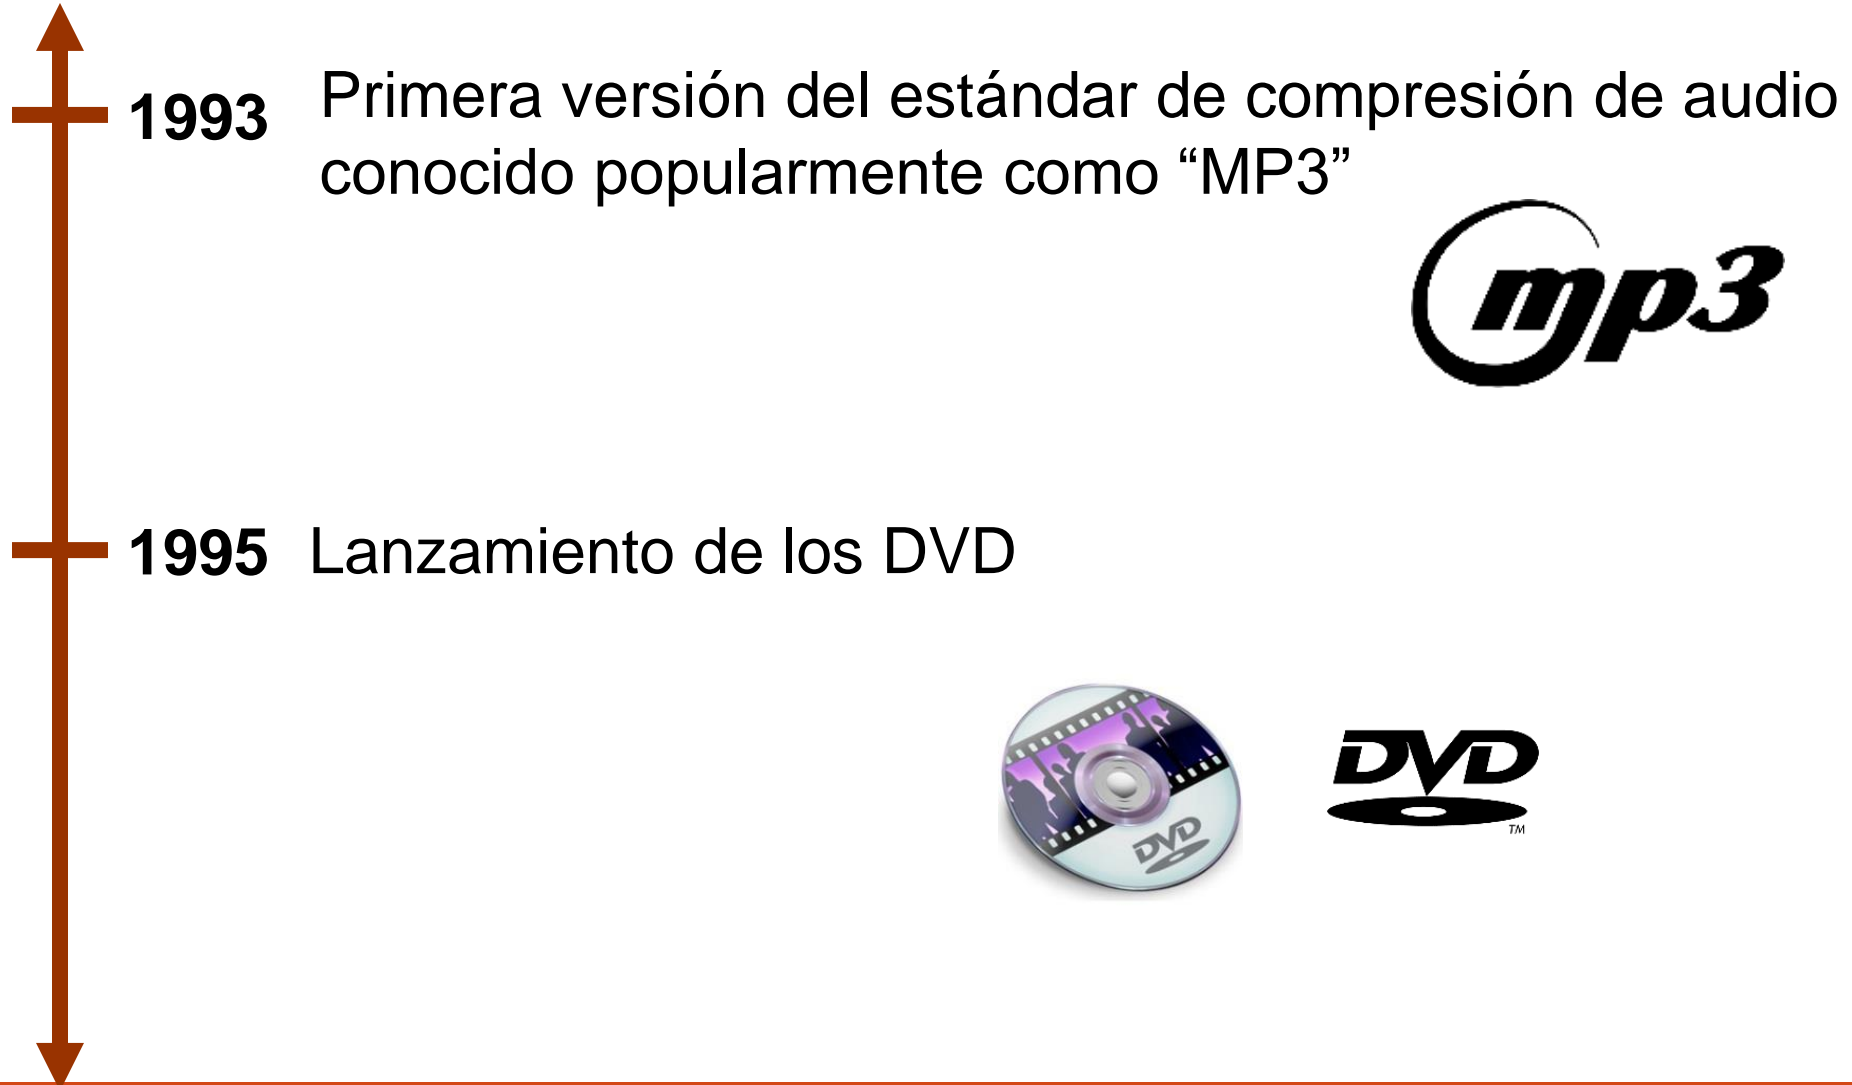 1993 Primera versión del estándar de compresión de audio
conocido popularmente como “MP3”
mp3
1995 Lanzamiento de los DVD
DVD
DVD
TM